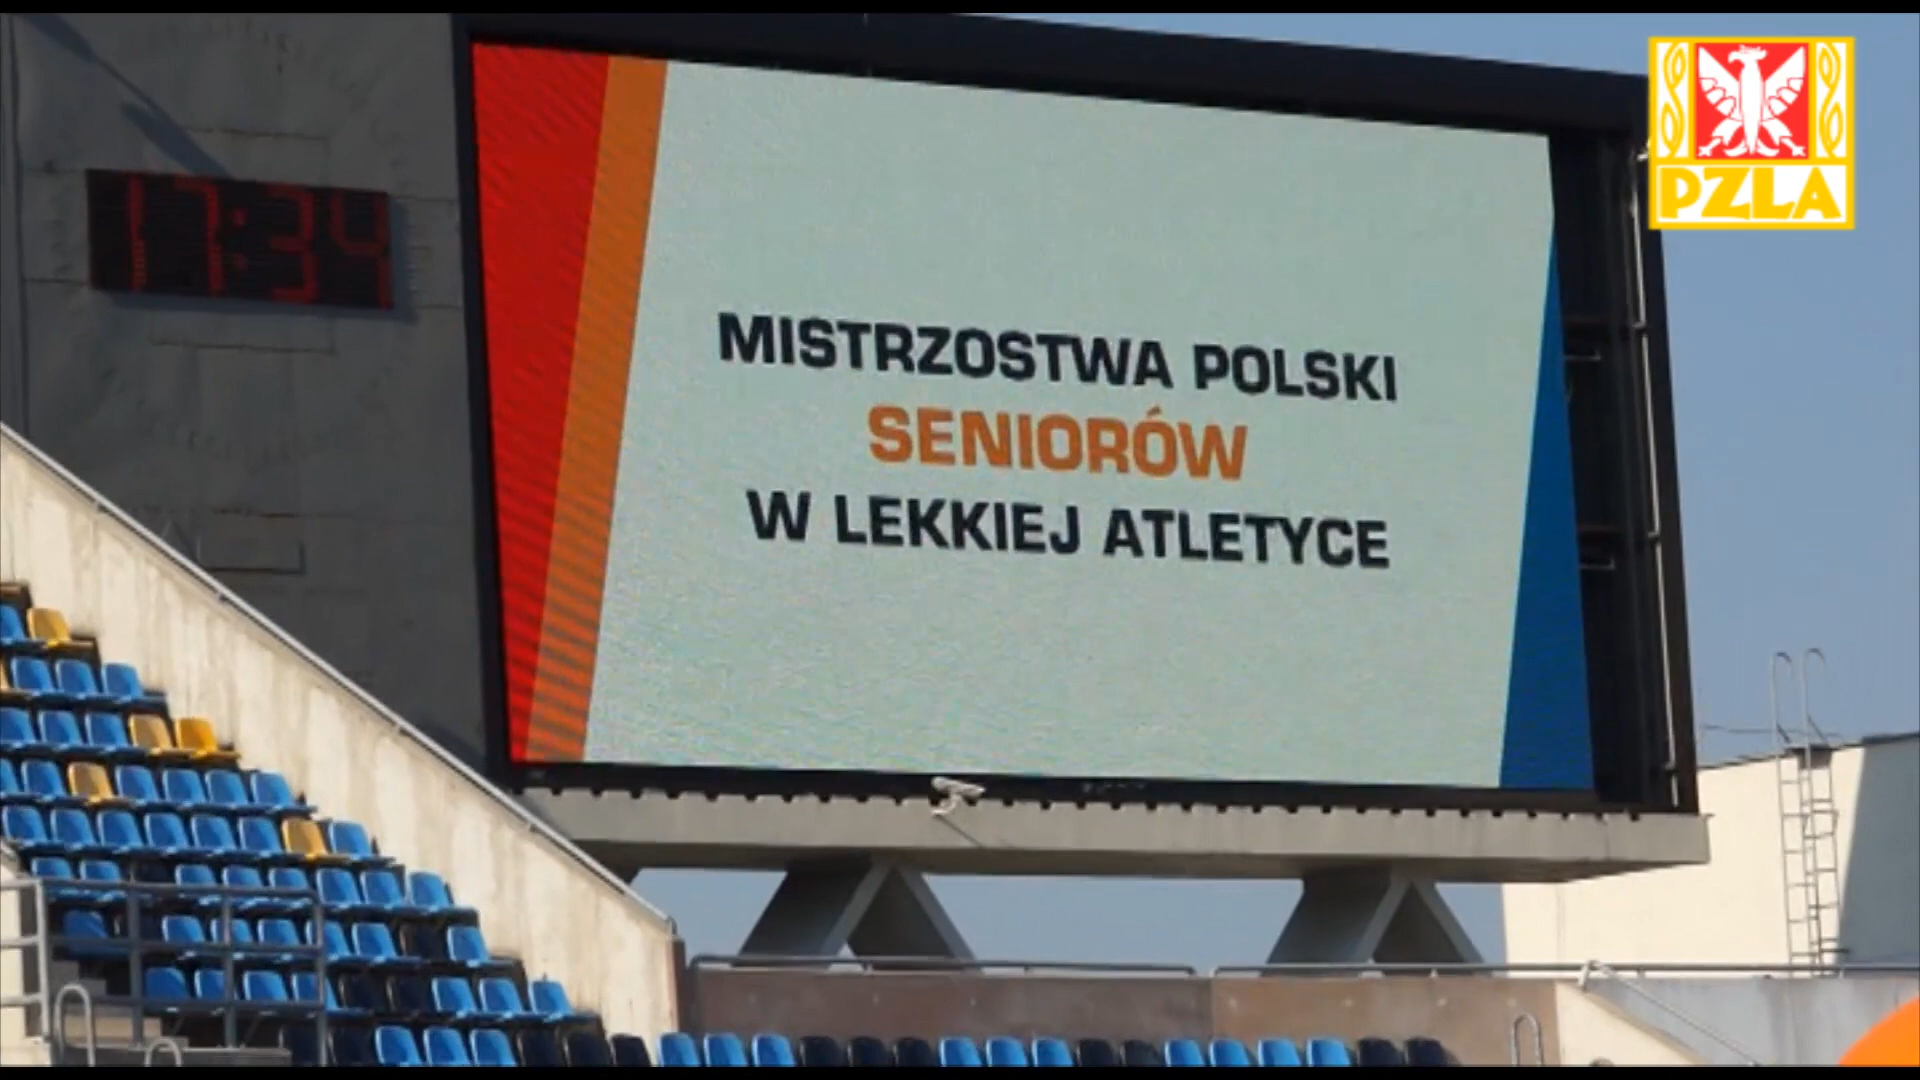 PZLA
17:34
MISTRZOSTWA POLSKI
SENIORÓW
W LEKKIEJ ATLETYCE